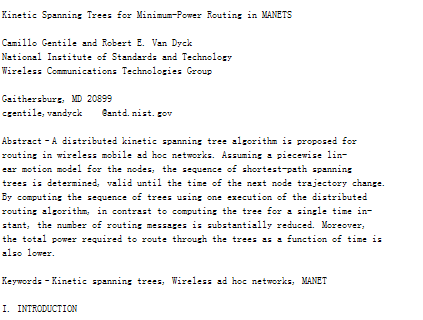 Kinetic Spanning Trees for Minimum-Power Routing in MANETS
Camillo Gentile and Robert E. Van Dyck
National Institute of Standards and Technology
Wireless Communications Technologies Group
Gaithersburg, MD 20899
cgentile,vandyck @antd.nist.gov
Abstract-A distributed kinetic spanning tree algorithm is proposed for
routing in wireless mobile ad hoc networks. Assuming a piecewise lin-
ear motion model for the nodes, the sequence of shortest-path spanning
trees is determined, valid until the time of the next node trajectory change.
By computing the sequence of trees using one execution of the distributed
routing algorithm, in contrast to computing the tree for a single time in-
stant, the number of routing messages is substantially reduced. Moreover,
the total power required to route through the trees as a function of time is
also lower.
Keywords-Kinetic spanning trees, Wireless ad hoc networks, MANET
I. INTRODUCTION